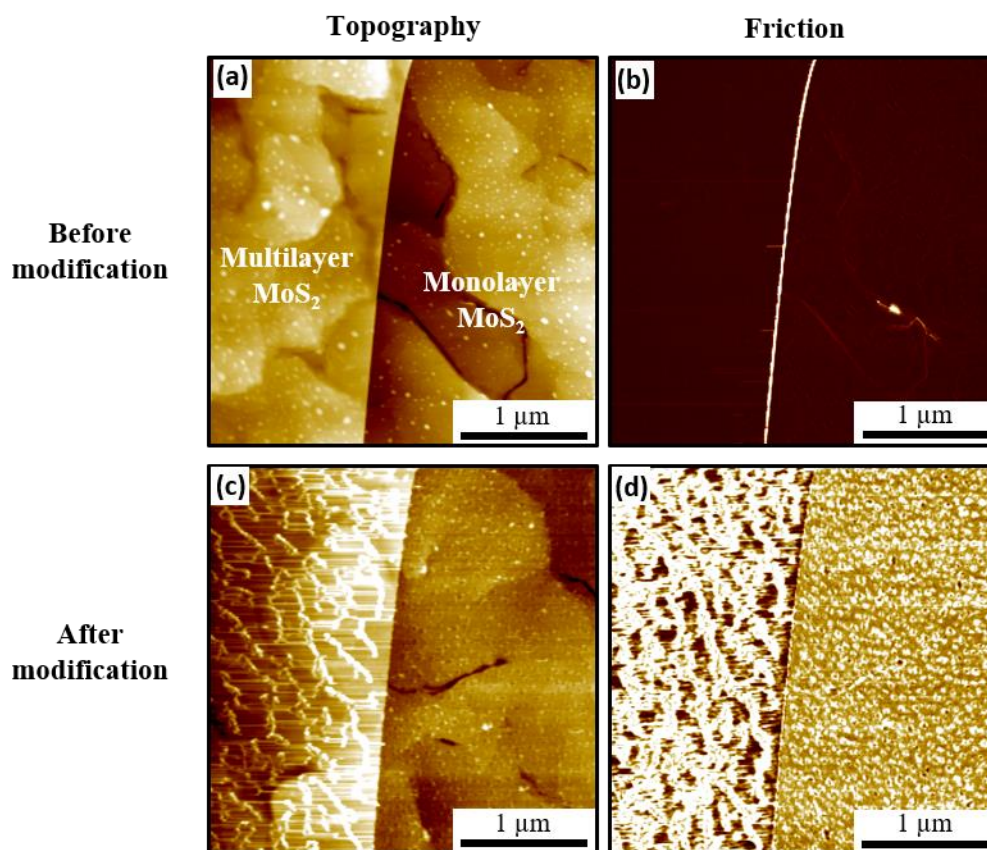 Topography
Friction
Before
modification
(a)
Multilayer
MoS₂
Monolayer
MoS₂
1 µm
(b)
1 µm
After
modification
(c)
1 µm
(d)
1 µm